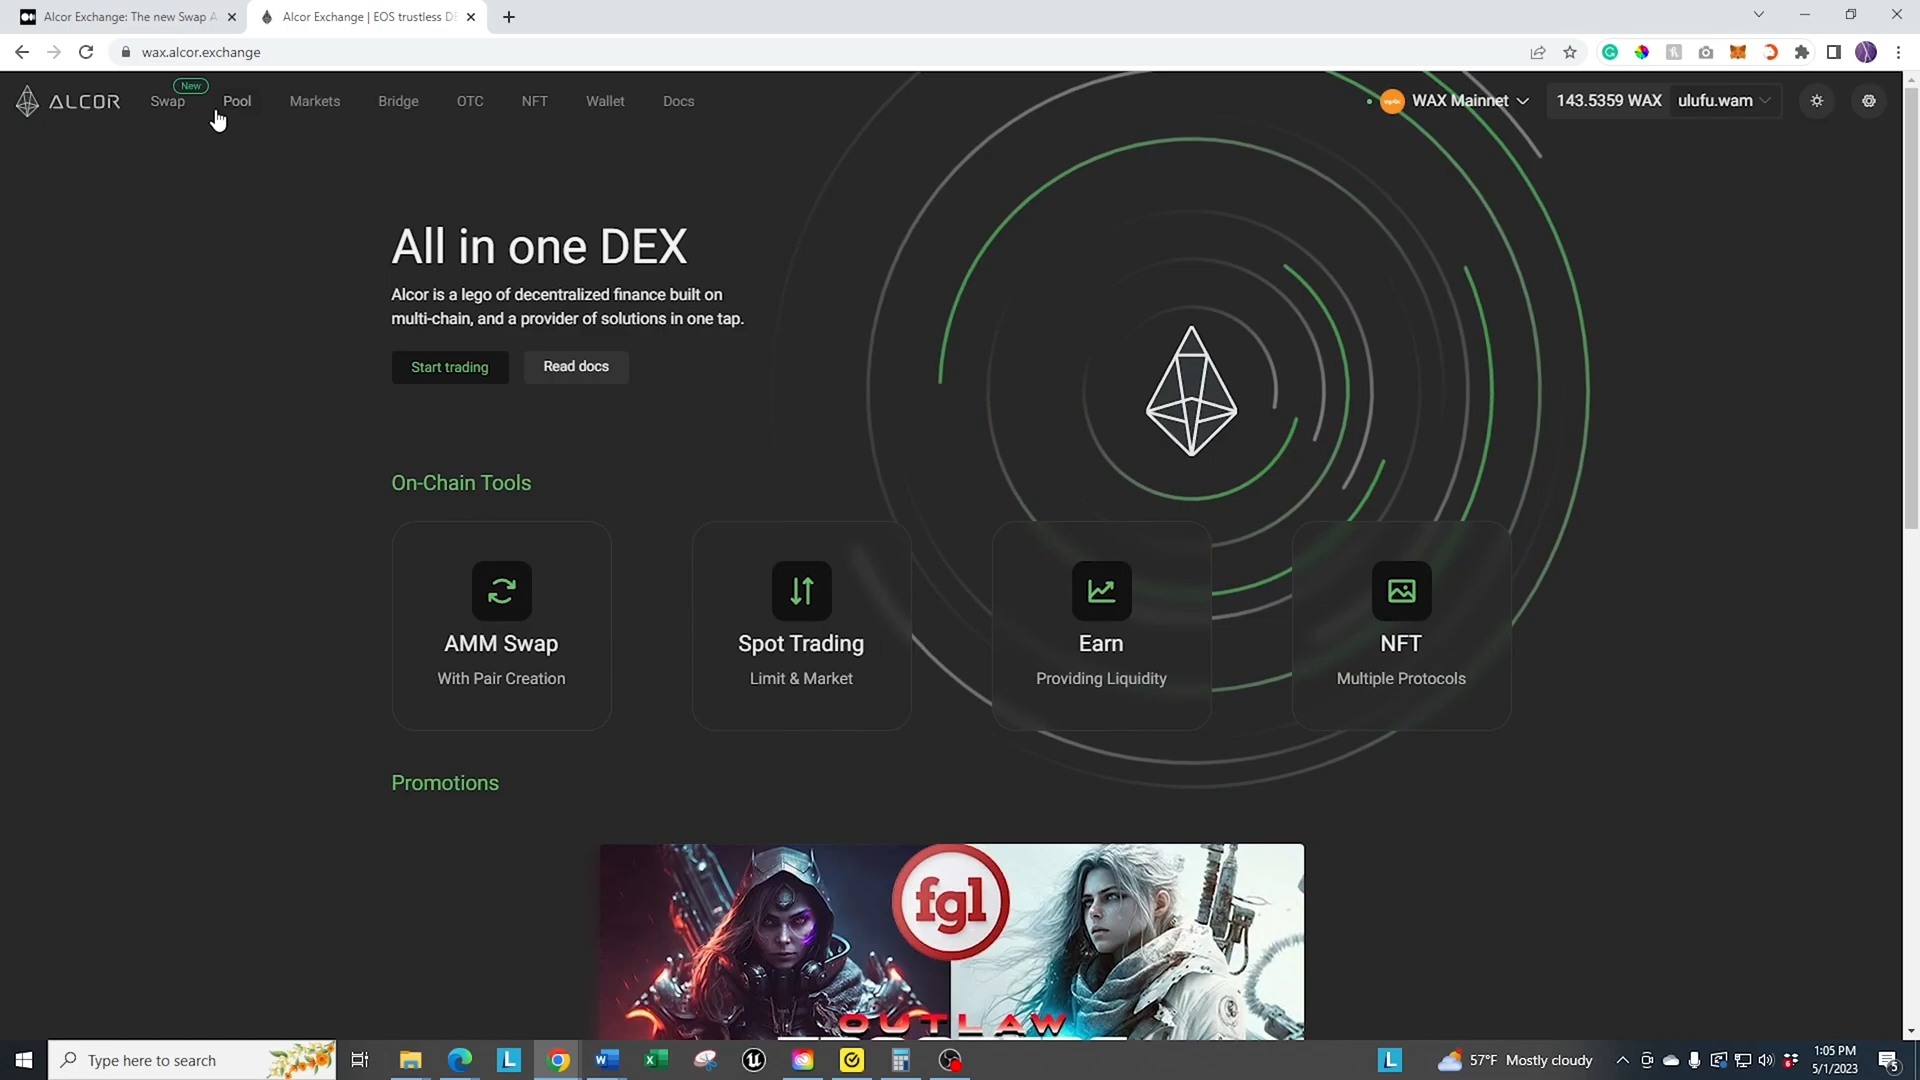 Alcor Exchange: The new Swap A
Alcor Exchange | EOS trustless DE
wax.alcor.exchange
ALCOR
Swap
New
Pool
Markets
Bridge
OTC
NFT
Wallet
Docs
WAX Mainnet
143.5359 WAX
ulufu.wam
All in one DEX
Alcor is a lego of decentralized finance built on
multi-chain, and a provider of solutions in one tap.
Start trading
Read docs
On-Chain Tools
AMM Swap
With Pair Creation
Spot Trading
Limit & Market
Earn
Providing Liquidity
NFT
Multiple Protocols
Promotions
fgl
OUTLAW
Type here to search
57°F Mostly cloudy
1:05 PM
5/1/2023
5